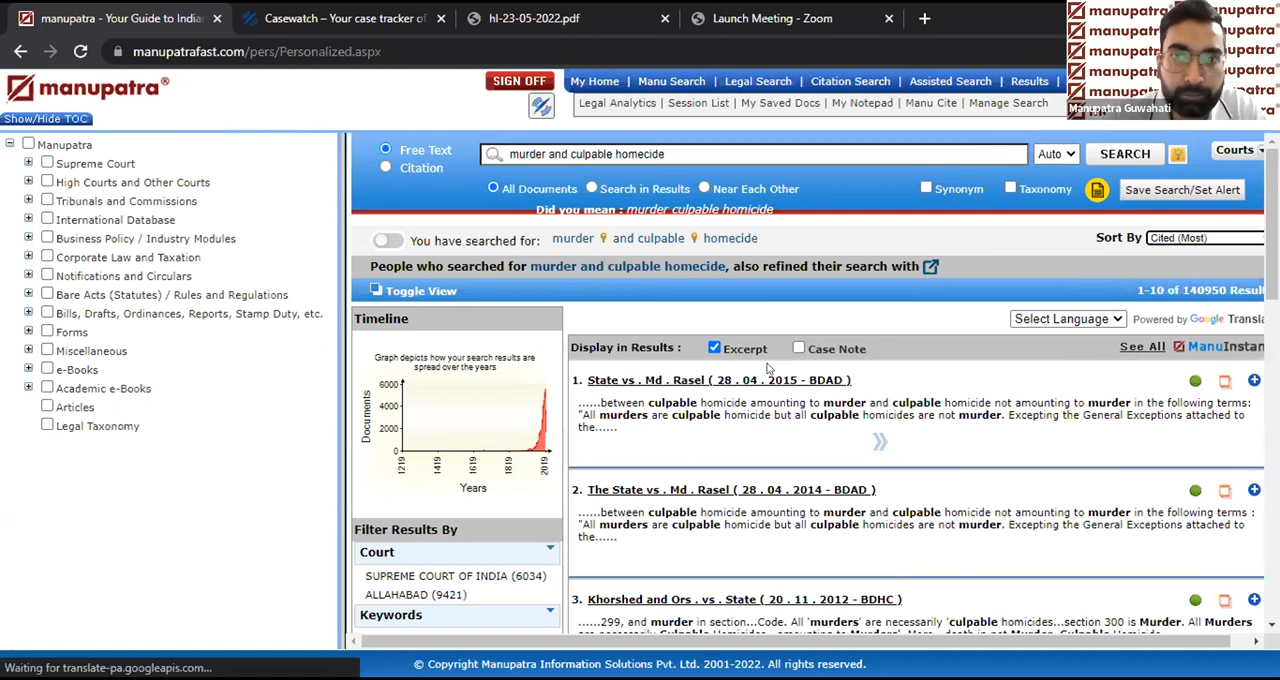 manupatra - Your Guide to Indian
Casewatch – Your case tracker of
hl-23-05-2022.pdf
Launch Meeting - Zoom
manupatrafast.com/pers/Personalized.aspx
manupatra®
SIGN OFF
My Home | Manu Search | Legal Search | Citation Search | Assisted Search | Results |
Legal Analytics | Session List | My Saved Docs | My Notepad | Manu Cite | Manage Search
Manupatra Guwahati
Show/Hide TOC
Manupatra
Supreme Court
High Courts and Other Courts
Tribunals and Commissions
International Database
Business Policy / Industry Modules
Corporate Law and Taxation
Notifications and Circulars
Bare Acts (Statutes) / Rules and Regulations
Bills, Drafts, Ordinances, Reports, Stamp Duty, etc.
Forms
Miscellaneous
e-Books
Academic e-Books
Articles
Legal Taxonomy
Free Text
Citation
murder and culpable homecide
Auto
SEARCH
Courts
All Documents
Search in Results
Near Each Other
Synonym
Taxonomy
Save Search/Set Alert
Did you mean : murder culpable homicide
You have searched for: murder and culpable homecide
Sort By Cited (Most)
People who searched for murder and culpable homecide, also refined their search with
Toggle View
1-10 of 140950 Result
Timeline
Graph depicts how your search results are
spread over the years
6000
4000
2000
0
Documents
1219 1419 1619 1819 2019
Years
Filter Results By
Court
SUPREME COURT OF INDIA (6034)
ALLAHABAD (9421)
Keywords
Select Language
Powered by Google Transla
Display in Results : Excerpt Case Note
See All ManuInstan
1. State vs . Md . Rasel ( 28 . 04 . 2015 - BDAD )
......between culpable homicide amounting to murder and culpable homicide not amounting to murder in the following terms:
"All murders are culpable homicide but all culpable homicides are not murder. Excepting the General Exceptions attached to
the......
2. The State vs . Md . Rasel ( 28 . 04 . 2014 - BDAD )
......between culpable homicide amounting to murder and culpable homicide not amounting to murder in the following terms :
"All murders are culpable homicide but all culpable homicides are not murder. Excepting the General Exceptions attached to
the......
3. Khorshed and Ors . vs . State ( 20 . 11 . 2012 - BDHC )
......299, and murder in section...Code. All 'murders' are necessarily 'culpable homicides...section 300 is Murder. All Murders
Waiting for translate-pa.googleapis.com...
© Copyright Manupatra Information Solutions Pvt. Ltd. 2001-2022. All rights reserved.